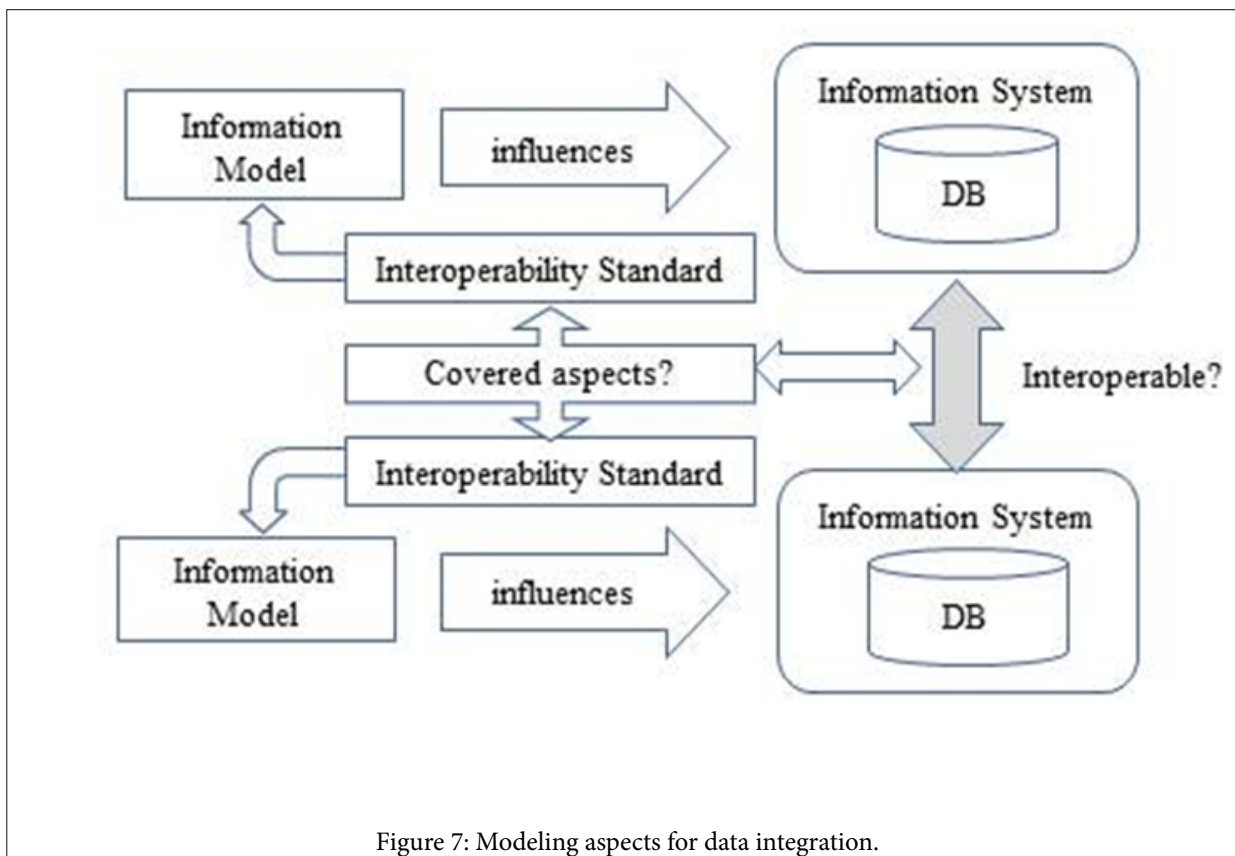 Information
Model
influences
Information System
DB
Interoperability Standard
Covered aspects?
Interoperable?
Interoperability Standard
Information
Model
influences
Information System
DB
Figure 7: Modeling aspects for data integration.